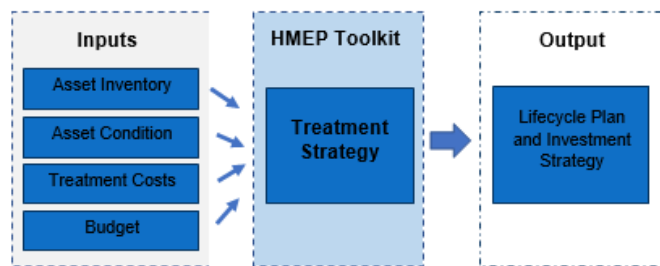 Inputs
Asset Inventory
Asset Condition
Treatment Costs
Budget
HMEP Toolkit
Treatment
Strategy
Output
Lifecycle Plan
and Investment
Strategy